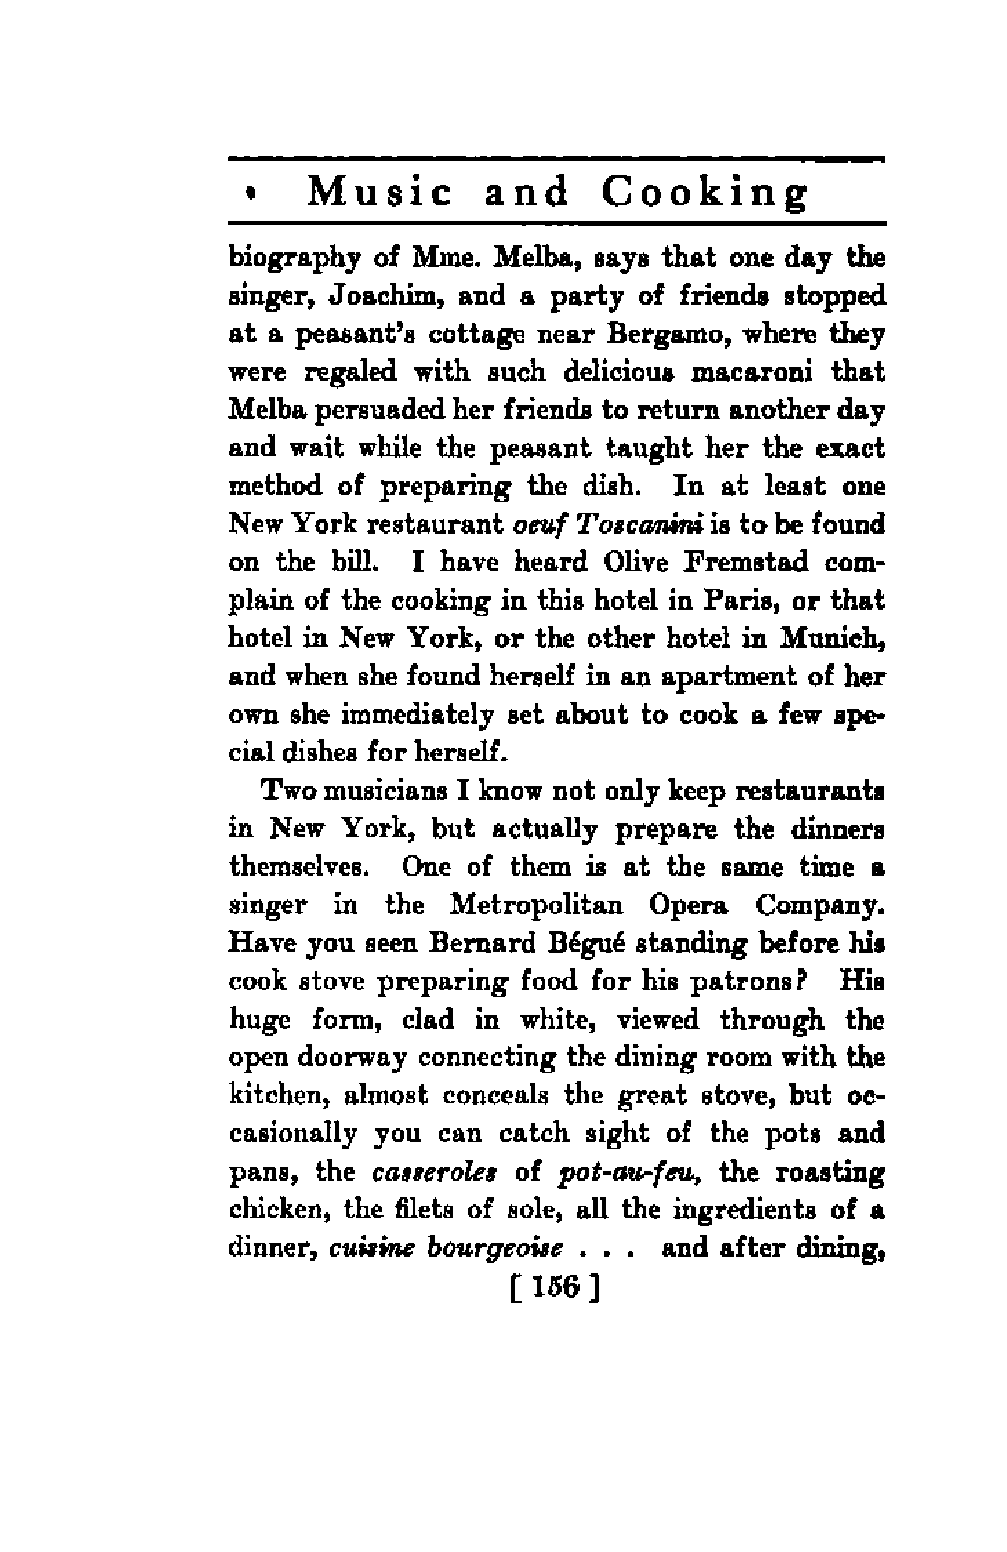 Music and Cooking
biography of Mme. Melba, says that one day the
singer, Joachim, and a party of friends stopped
at a peasant's cottage near Bergamo, where they
were regaled with such delicious macaroni that
Melba persuaded her friends to return another day
and wait while the peasant taught her the exact
method of preparing the dish. In at least one
New York restaurant oeuf Toscanini is to be found
on the bill. I have heard Olive Fremstad com-
plain of the cooking in this hotel in Paris, or that
hotel in New York, or the other hotel in Munich,
and when she found herself in an apartment of her
own she immediately set about to cook a few spe-
cial dishes for herself.
Two musicians I know not only keep restaurants
in New York, but actually prepare the dinners
themselves. One of them is at the same time a
singer in the Metropolitan Opera Company.
Have you seen Bernard Bégué standing before his
cook stove preparing food for his patrons? His
huge form, clad in white, viewed through the
open doorway connecting the dining room with the
kitchen, almost conceals the great stove, but oc-
casionally you can catch sight of the pots and
pans, the casseroles of pot-au-feu, the roasting
chicken, the filets of sole, all the ingredients of a
dinner, cuisine bourgeoise . . . and after dining,
[ 156 ]